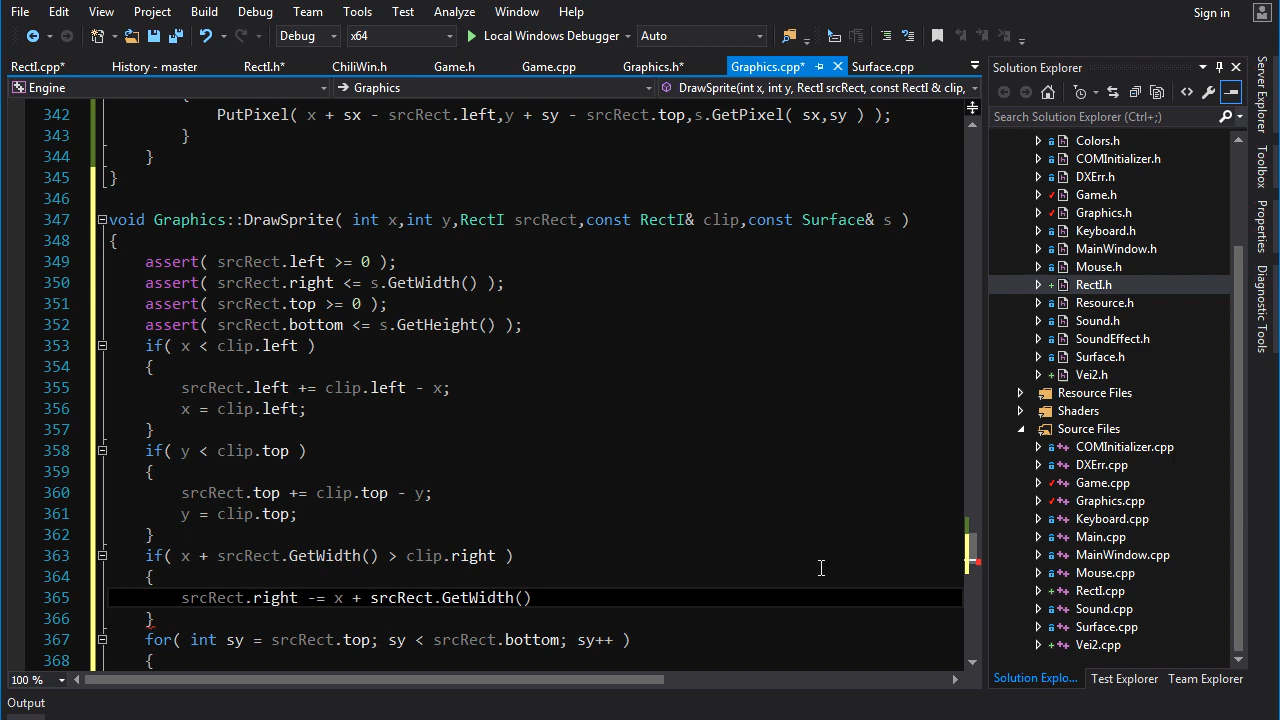 File Edit View Project Build Debug Team Tools Test Analyze Window Help Sign in
Debug x64 Local Windows Debugger Auto
RectI.cpp* History - master RectI.h* ChiliWin.h Game.h Game.cpp Graphics.h* Graphics.cpp* Surface.cpp
Solution Explorer
Engine Graphics DrawSprite(int x, int y, RectI srcRect, const RectI & clip,
Search Solution Explorer (Ctrl+;)
342 PutPixel( x + sx - srcRect.left,y + sy - srcRect.top,s.GetPixel( sx,sy ) );
343 }
344 }
345 }
346
347 void Graphics::DrawSprite( int x,int y,RectI srcRect,const RectI& clip,const Surface& s )
348 {
349 assert( srcRect.left >= 0 );
350 assert( srcRect.right <= s.GetWidth() );
351 assert( srcRect.top >= 0 );
352 assert( srcRect.bottom <= s.GetHeight() );
353 if( x < clip.left )
354 {
355 srcRect.left += clip.left - x;
356 x = clip.left;
357 }
358 if( y < clip.top )
359 {
360 srcRect.top += clip.top - y;
361 y = clip.top;
362 }
363 if( x + srcRect.GetWidth() > clip.right )
364 {
365 srcRect.right -= x + srcRect.GetWidth()
366 }
367 for( int sy = srcRect.top; sy < srcRect.bottom; sy++ )
368 {
100 %
Output
Colors.h
COMInitializer.h
DXErr.h
Game.h
Graphics.h
Keyboard.h
MainWindow.h
Mouse.h
RectI.h
Resource.h
Sound.h
SoundEffect.h
Surface.h
Vei2.h
Resource Files
Shaders
Source Files
COMInitializer.cpp
DXErr.cpp
Game.cpp
Graphics.cpp
Keyboard.cpp
Main.cpp
MainWindow.cpp
Mouse.cpp
RectI.cpp
Sound.cpp
Surface.cpp
Vei2.cpp
Solution Explo... Test Explorer Team Explorer
Server Explorer
Toolbox
Properties
Diagnostic Tools